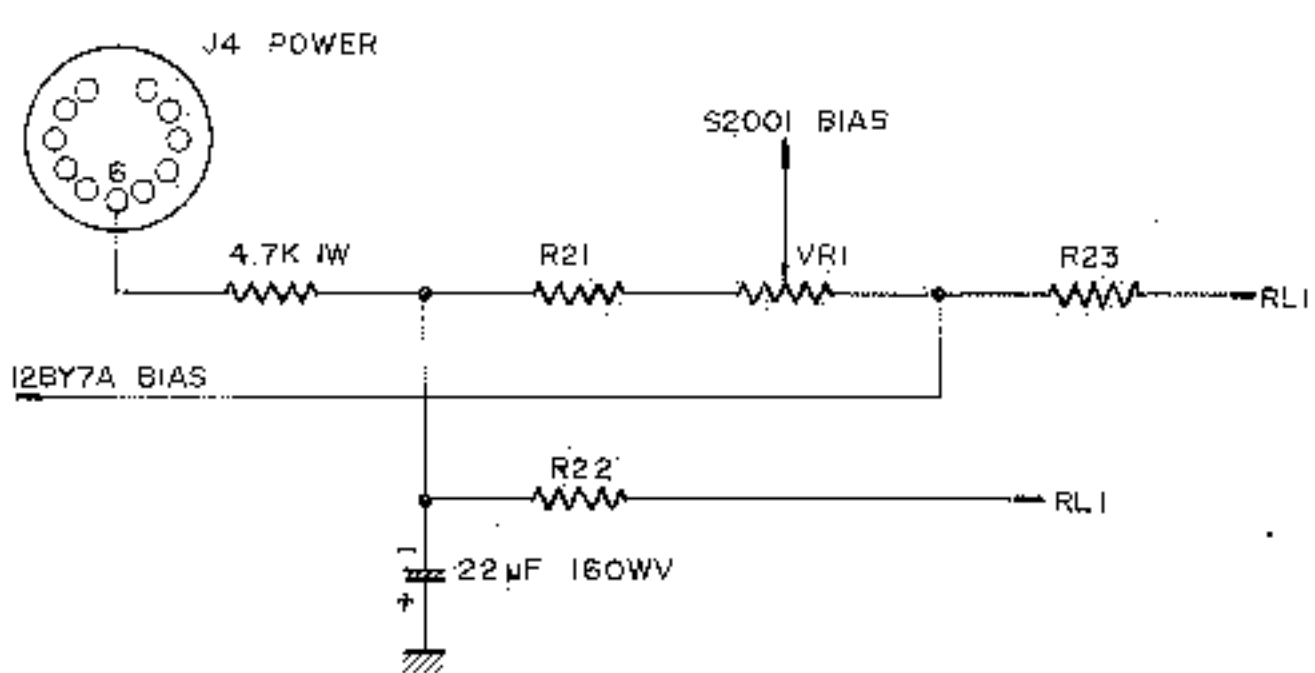 J4 POWER
S2001 BIAS
6
4.7K 1W
R21
VR1
R23
RL1
12BY7A BIAS
R22
RL1
-
22µF 160WV
+